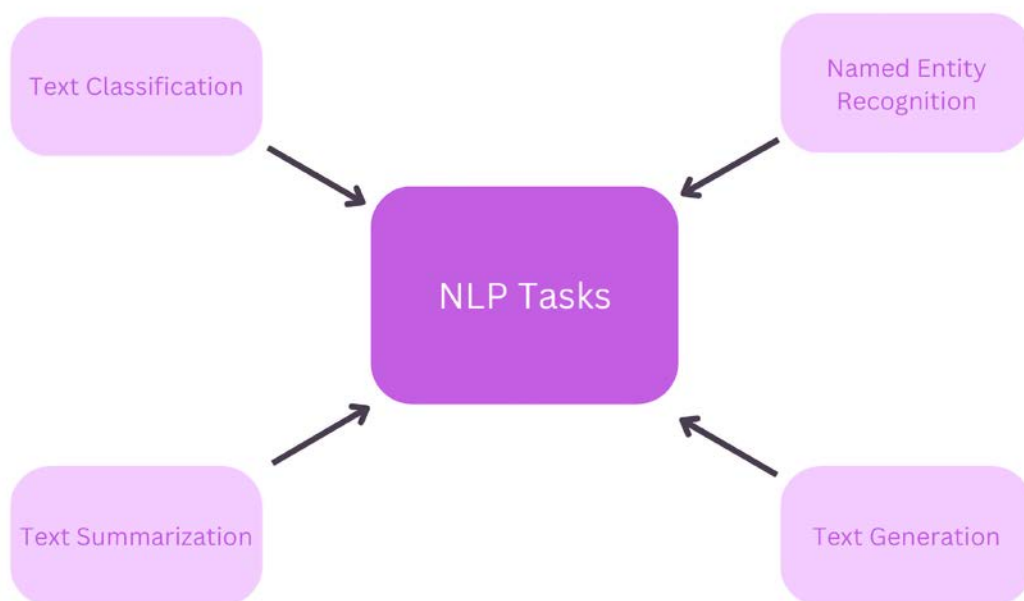 Text Classification
Named Entity
Recognition
NLP Tasks
Text Summarization
Text Generation